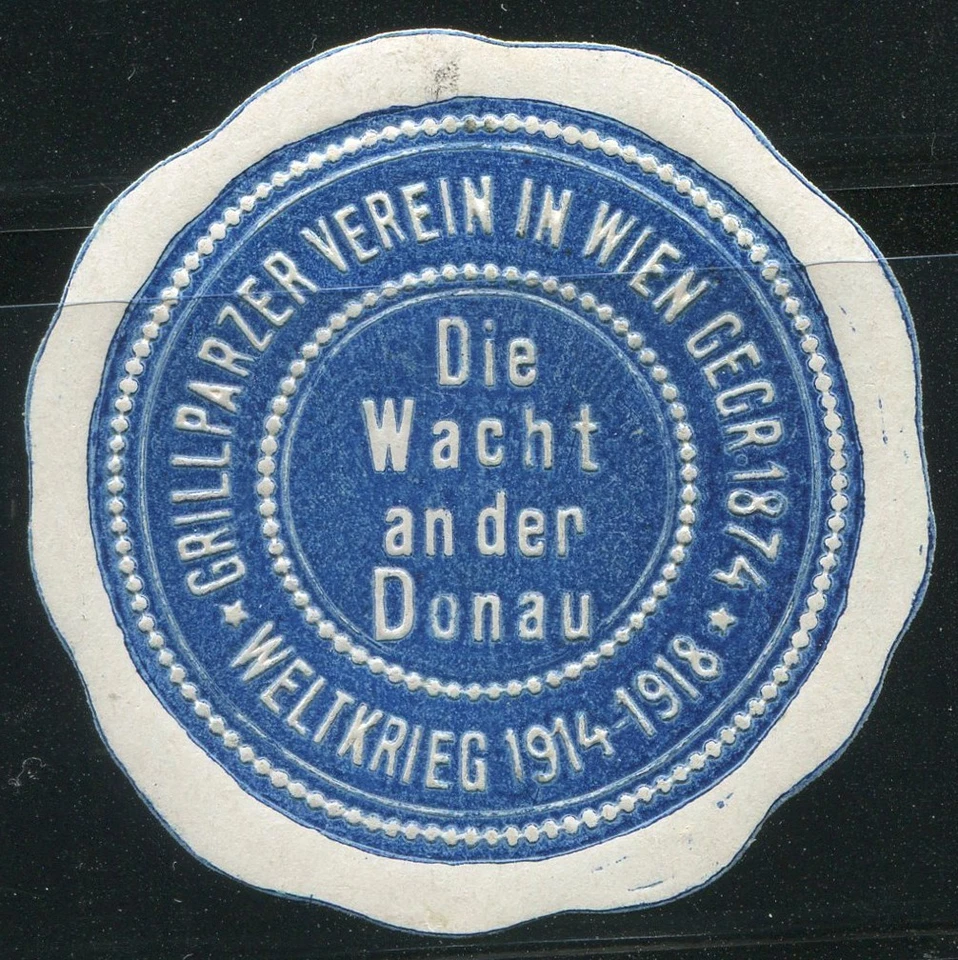 GRILLPARZER VEREIN IN WIEN GEGR. 1874
★ WELTKRIEG 1914-1918 ★
Die
Wacht
an der
Donau